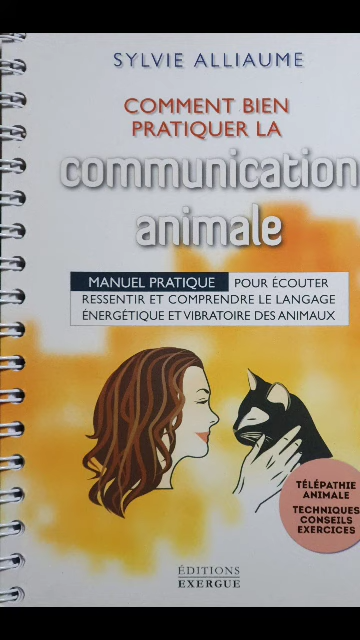 SYLVIE ALLIAUME
COMMENT BIEN
PRATIQUER LA
communication
animale
MANUEL PRATIQUE POUR ÉCOUTER
RESSENTIR ET COMPRENDRE LE LANGAGE
ÉNERGÉTIQUE ET VIBRATOIRE DES ANIMAUX
TÉLÉPATHIE
ANIMALE
TECHNIQUES
CONSEILS
EXERCICES
ÉDITIONS
EXERGUE